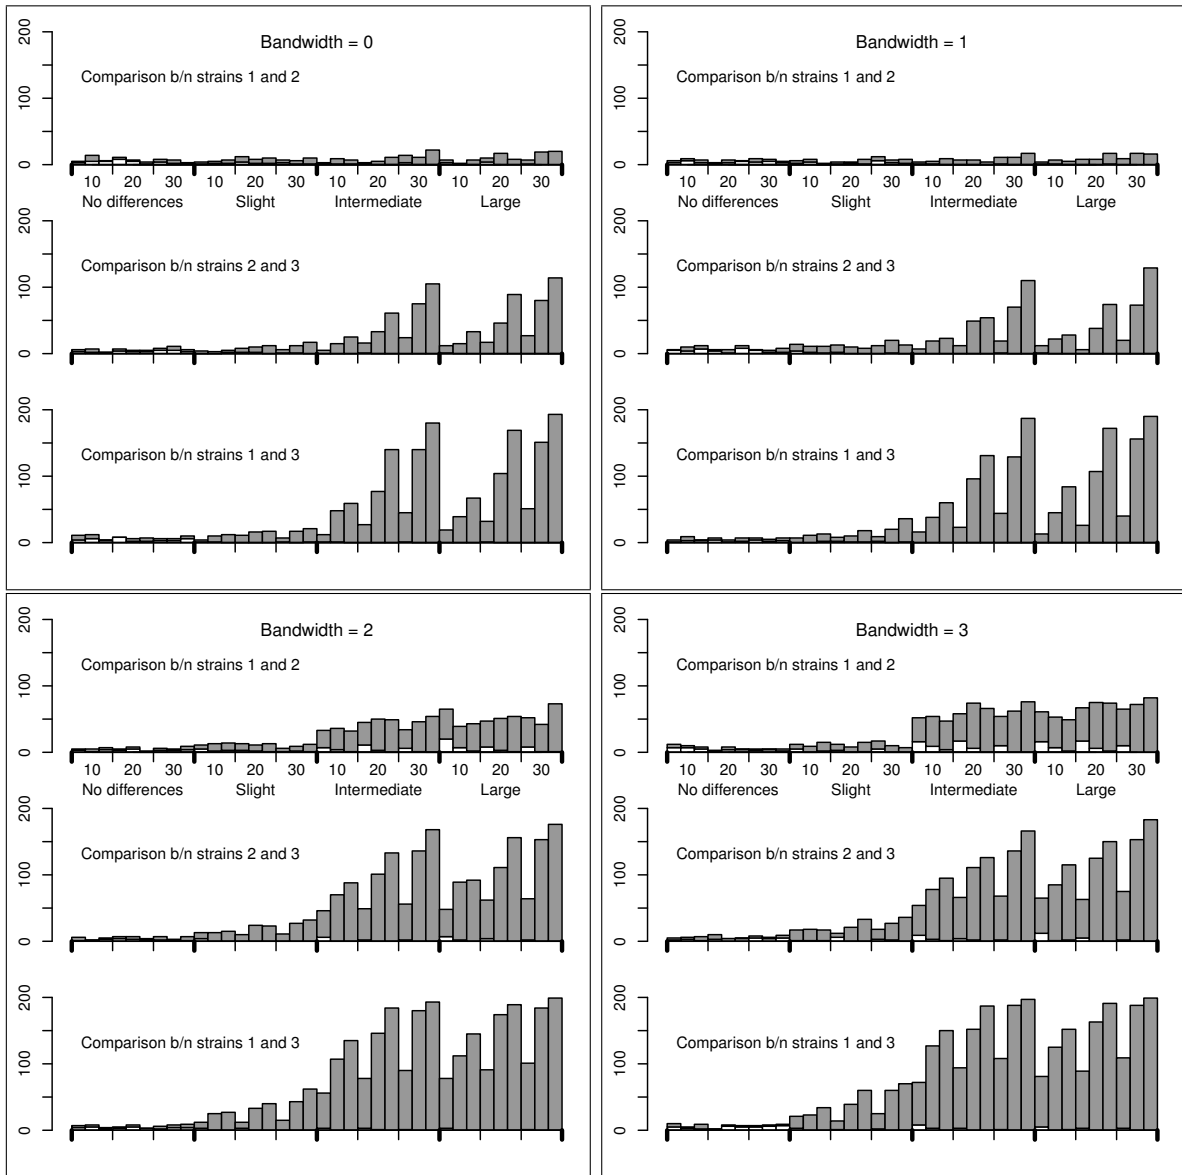 Bandwidth = 0
Comparison b/n strains 1 and 2
200
100
0
10 20 30 10 20 30 10 20 30 10 20 30
No differences Slight Intermediate Large
Comparison b/n strains 2 and 3
200
100
0
Comparison b/n strains 1 and 3
200
100
0
Bandwidth = 1
Comparison b/n strains 1 and 2
200
100
0
10 20 30 10 20 30 10 20 30 10 20 30
No differences Slight Intermediate Large
Comparison b/n strains 2 and 3
200
100
0
Comparison b/n strains 1 and 3
200
100
0
Bandwidth = 2
Comparison b/n strains 1 and 2
200
100
0
10 20 30 10 20 30 10 20 30 10 20 30
No differences Slight Intermediate Large
Comparison b/n strains 2 and 3
200
100
0
Comparison b/n strains 1 and 3
200
100
0
Bandwidth = 3
Comparison b/n strains 1 and 2
200
100
0
10 20 30 10 20 30 10 20 30 10 20 30
No differences Slight Intermediate Large
Comparison b/n strains 2 and 3
200
100
0
Comparison b/n strains 1 and 3
200
100
0